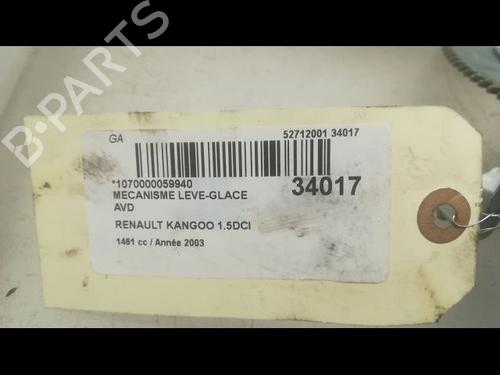 GA
52712001 34017
*1070000059940
34017
MECANISME LEVE-GLACE
AVD
RENAULT KANGOO 1.5DCI
1461 cc / Année 2003
B-PARTS